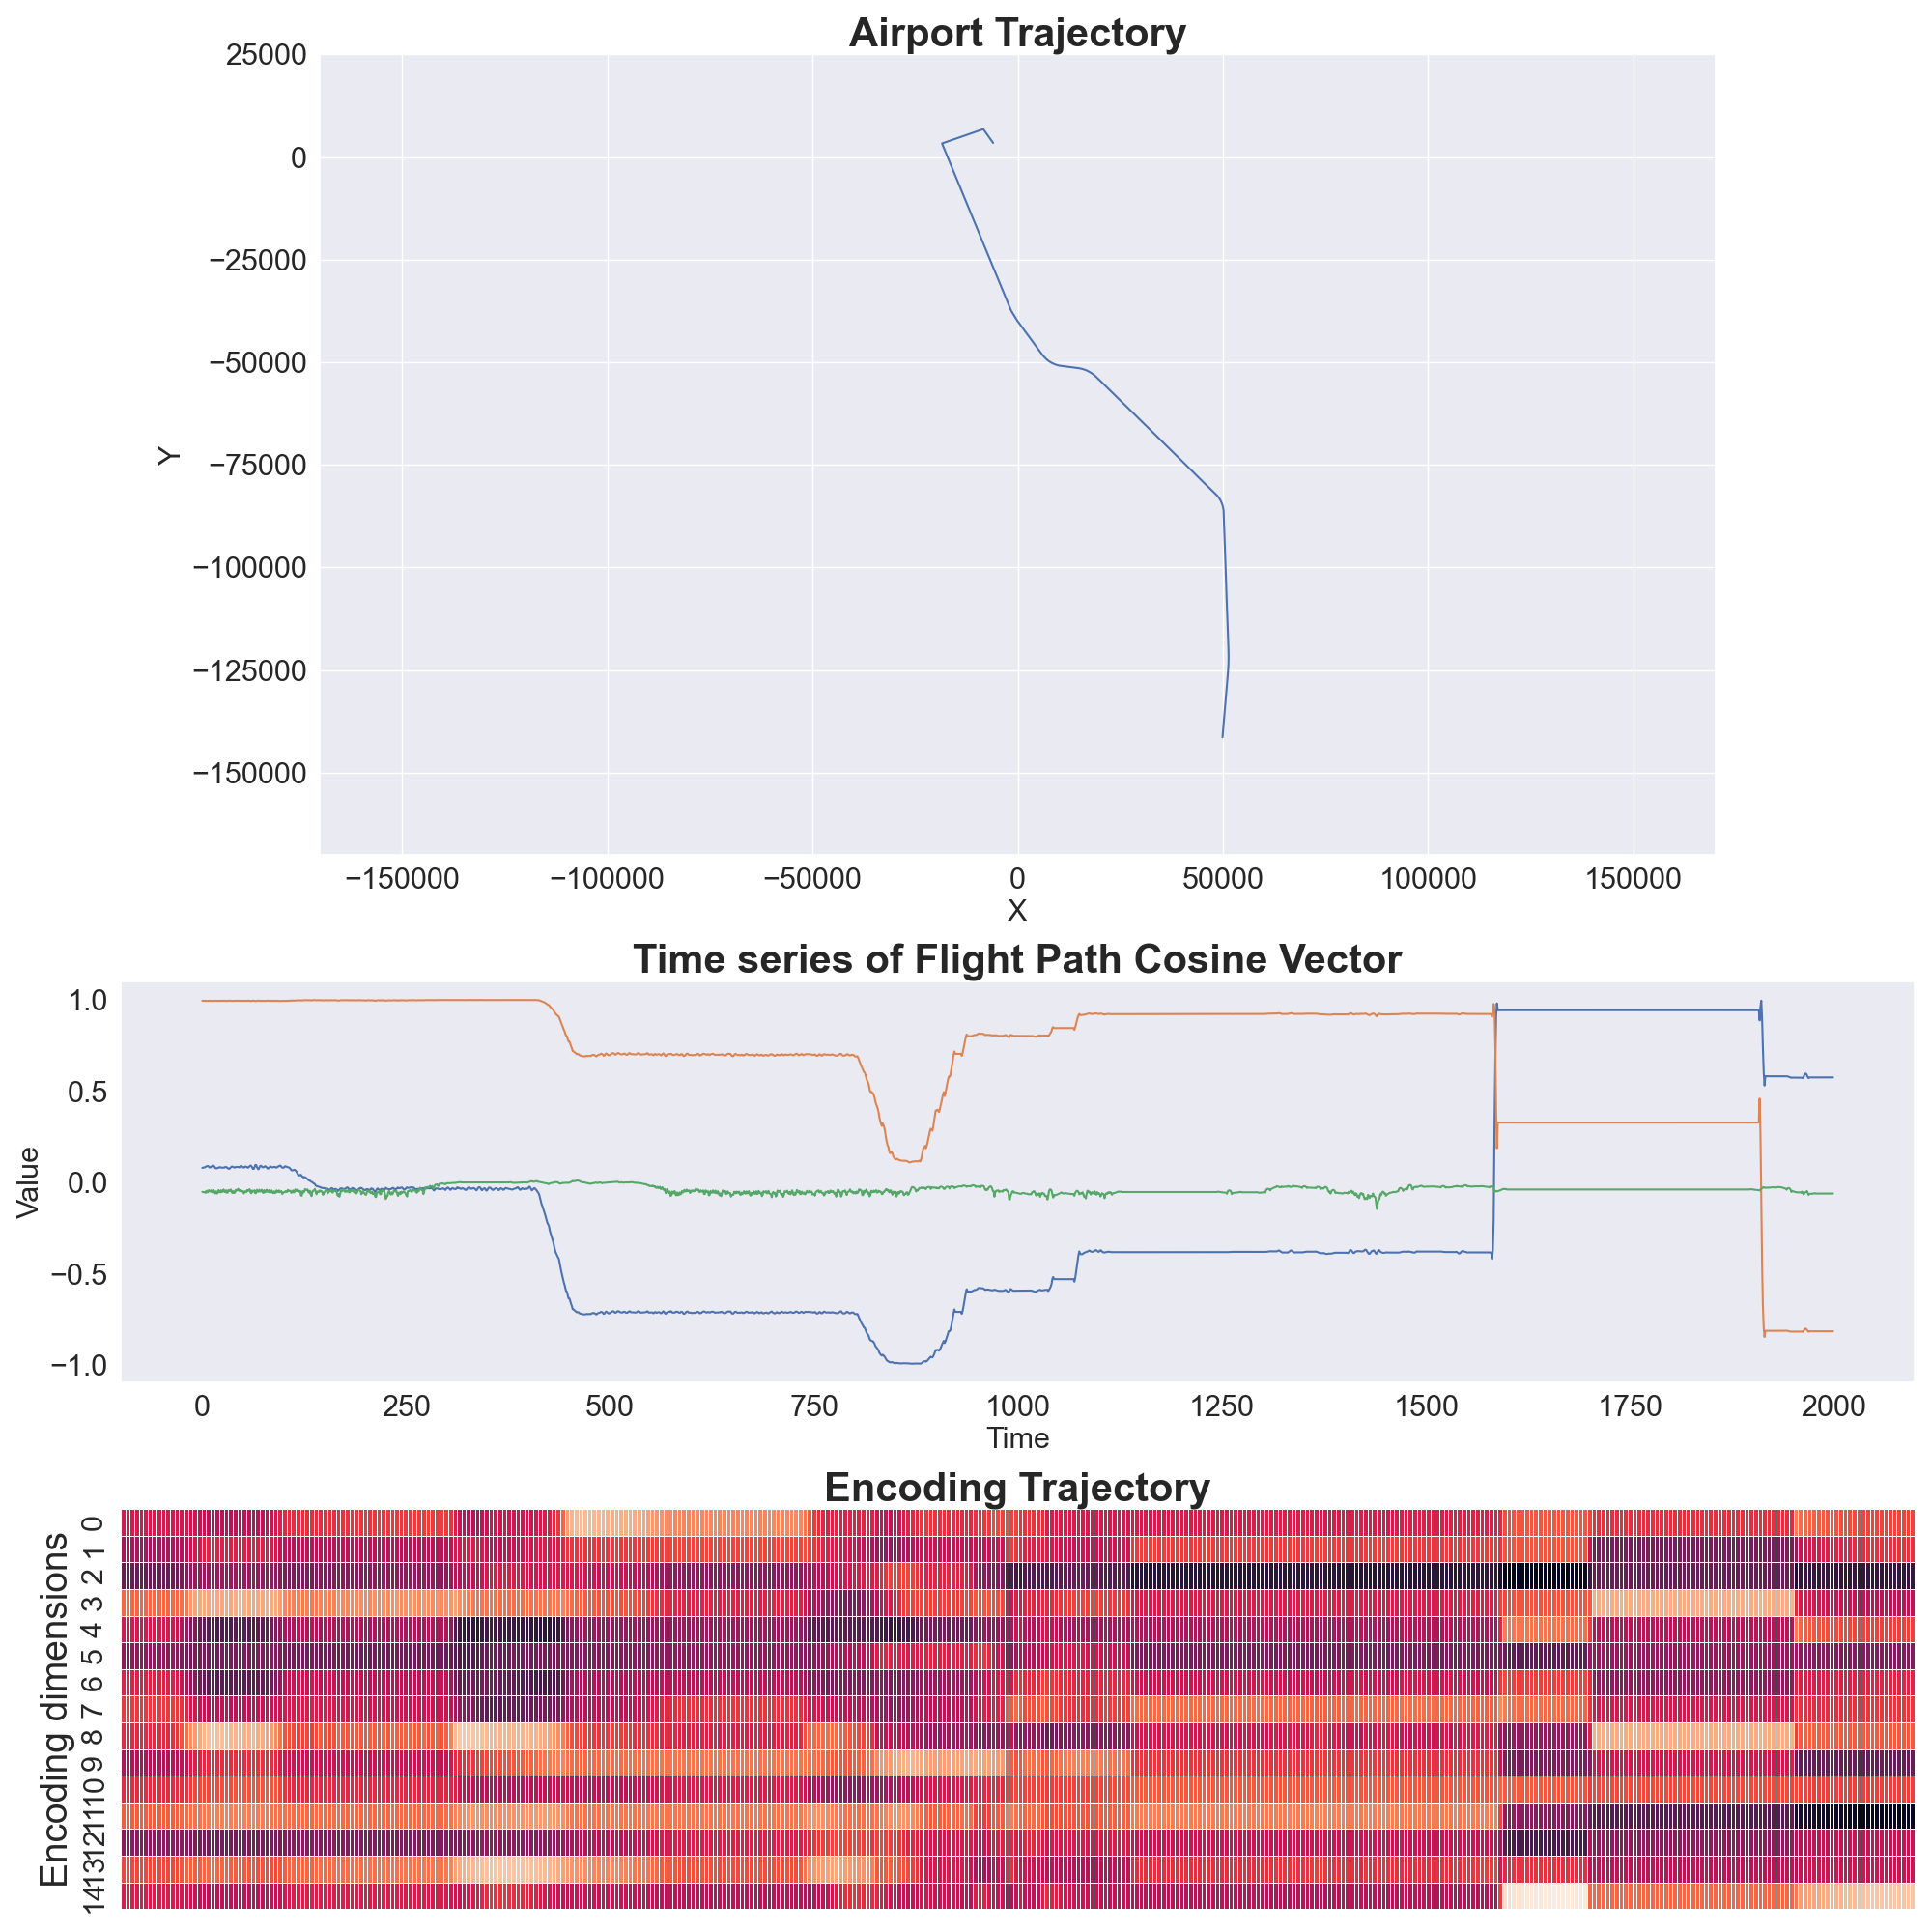 Airport Trajectory
25000
0
−25000
−50000
−75000
−100000
−125000
−150000
Y
−150000 −100000 −50000 0 50000 100000 150000
X
Time series of Flight Path Cosine Vector
1.0
0.5
0.0
−0.5
−1.0
Value
0 250 500 750 1000 1250 1500 1750 2000
Time
Encoding Trajectory
Encoding dimensions
0
1
2
3
4
5
6
7
8
9
10
11
12
13
14